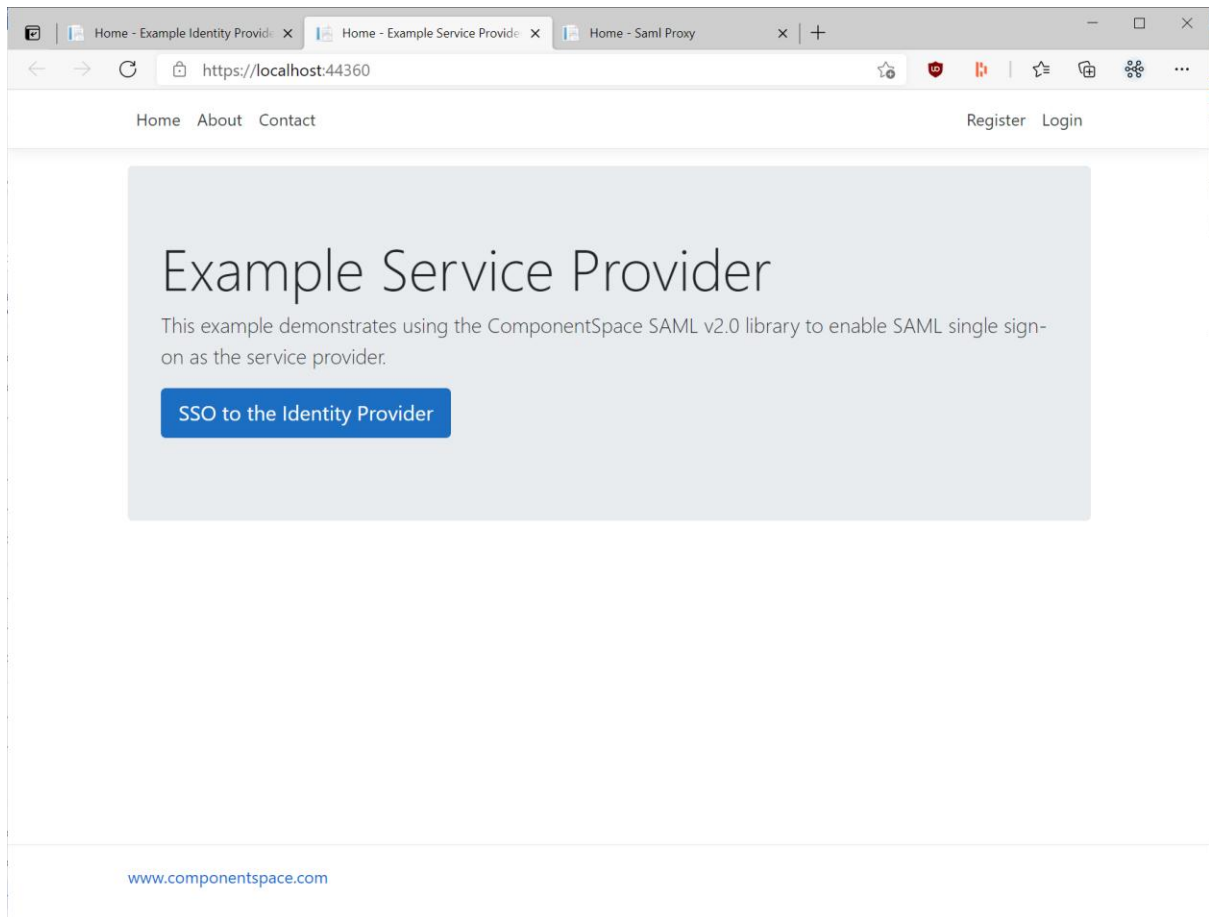 Home - Example Identity Provide
Home - Example Service Provide
Home - Saml Proxy
https://localhost:44360
Home About Contact Register Login
Example Service Provider
This example demonstrates using the ComponentSpace SAML v2.0 library to enable SAML single sign-
on as the service provider.
SSO to the Identity Provider
www.componentspace.com